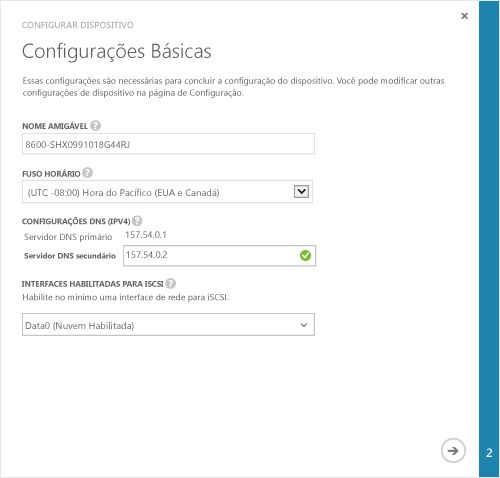 CONFIGURAR DISPOSITIVO
Configurações Básicas
Essas configurações são necessárias para concluir a configuração do dispositivo. Você pode modificar outras
configurações de dispositivo na página de Configuração.
NOME AMIGÁVEL ?
8600-SHX0991018G44RJ
FUSO HORÁRIO ?
(UTC -08:00) Hora do Pacífico (EUA e Canadá)
CONFIGURAÇÕES DNS (IPV4) ?
Servidor DNS primário 157.54.0.1
Servidor DNS secundário 157.54.0.2
INTERFACES HABILITADAS PARA ISCSI ?
Habilite no mínimo uma interface de rede para iSCSI.
Data0 (Nuvem Habilitada)
2